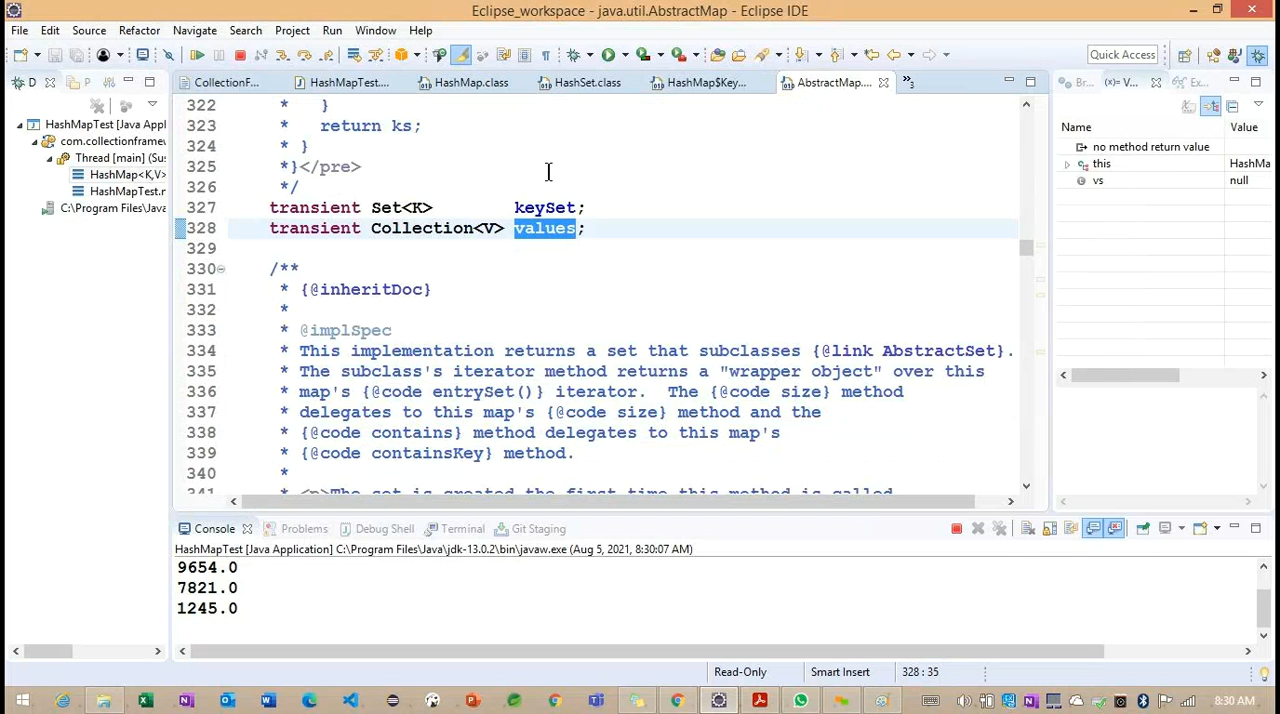 Eclipse_workspace - java.util.AbstractMap - Eclipse IDE
File Edit Source Refactor Navigate Search Project Run Window Help
Quick Access
D P CollectionF... HashMapTest.... HashMap.class HashSet.class HashMap$Key... AbstractMap.... »3 Br... (x)= V... Ex...
HashMapTest [Java Appl
com.collectionframew
Thread [main] (Su
HashMap<K,V>
HashMapTest.n
C:\Program Files\Java\
322 * }
323 * return ks;
324 * }
325 *}</pre>
326 */
327 transient Set<K> keySet;
328 transient Collection<V> values;
329
330 /**
331 * {@inheritDoc}
332 *
333 * @implSpec
334 * This implementation returns a set that subclasses {@link AbstractSet}.
335 * The subclass's iterator method returns a "wrapper object" over this
336 * map's {@code entrySet()} iterator. The {@code size} method
337 * delegates to this map's {@code size} method and the
338 * {@code contains} method delegates to this map's
339 * {@code containsKey} method.
340 *
341 * <p>The set is created the first time this method is called
Name Value
no method return value
this HashMa
vs null
Console Problems Debug Shell Terminal Git Staging
HashMapTest [Java Application] C:\Program Files\Java\jdk-13.0.2\bin\javaw.exe (Aug 5, 2021, 8:30:07 AM)
9654.0
7821.0
1245.0
Read-Only Smart Insert 328 : 35
8:30 AM